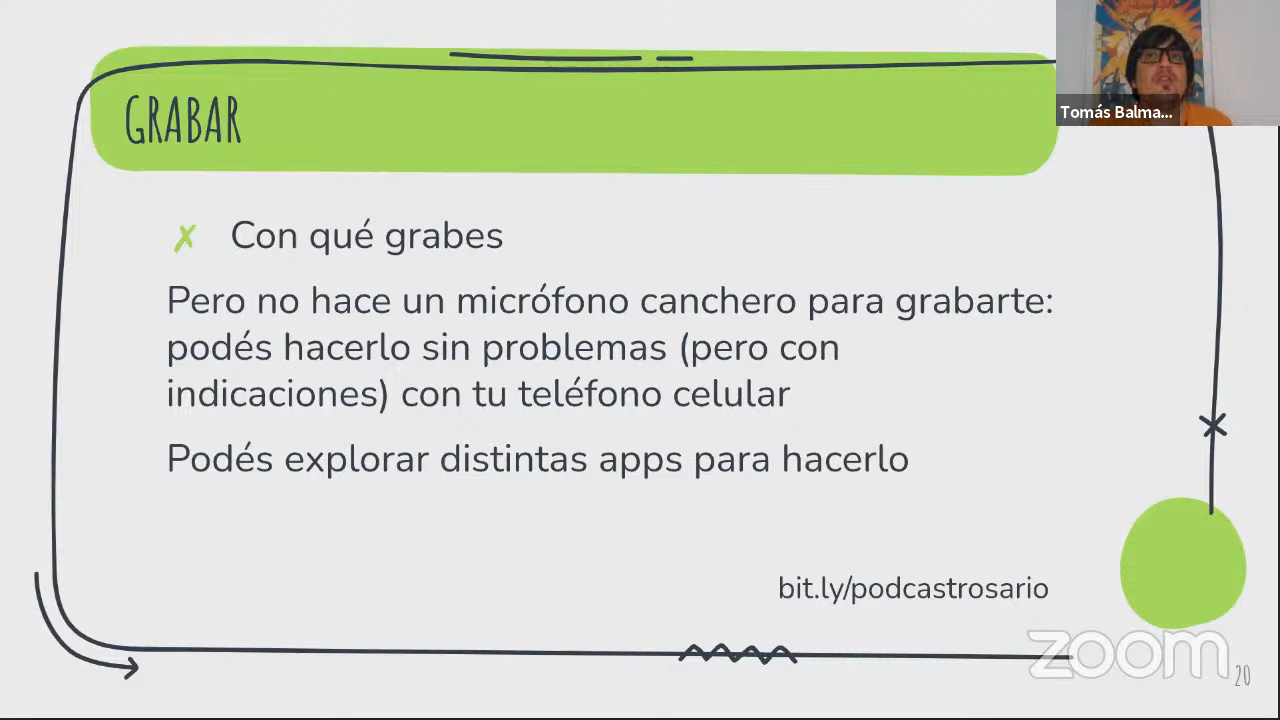 GRABAR
Tomás Balma...
✗ Con qué grabes
Pero no hace un micrófono canchero para grabarte:
podés hacerlo sin problemas (pero con
indicaciones) con tu teléfono celular
Podés explorar distintas apps para hacerlo
bit.ly/podcastrosario
zoom
20